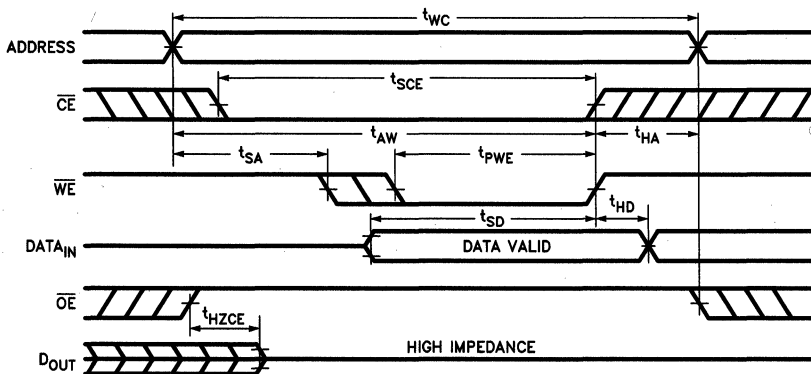 tWC
ADDRESS
tSCE
CE
tAW
tHA
tSA
tPWE
WE
tSD
tHD
DATAIN
DATA VALID
OE
tHZCE
HIGH IMPEDANCE
DOUT